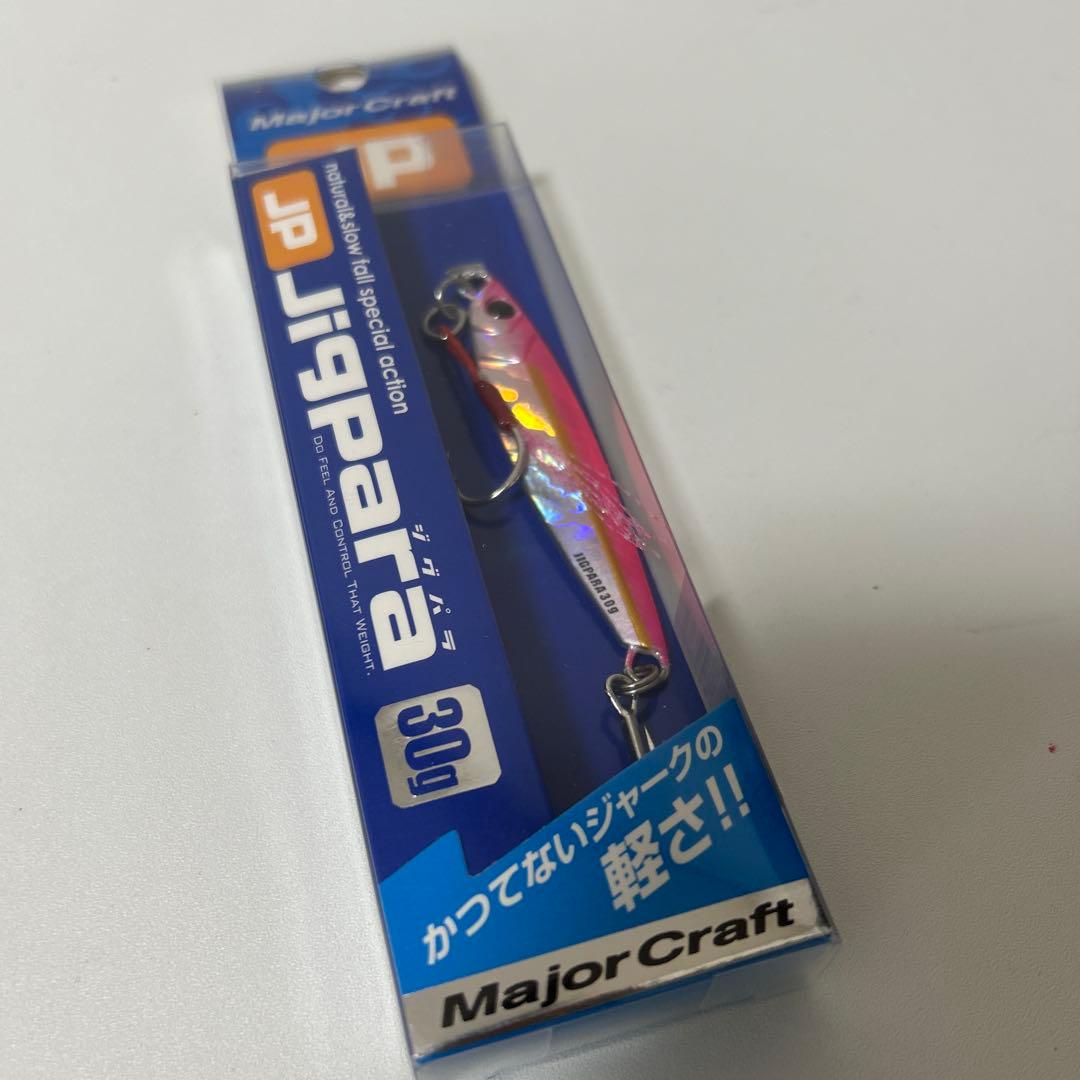 Major Craft
JP
JP
natural&slow fall special action
Jigpara
ジグパラ
DO FEEL AND CONTROL THAT WEIGHT.
30g
JIGPARA30g
かつてないジャークの
軽さ!!
Major Craft